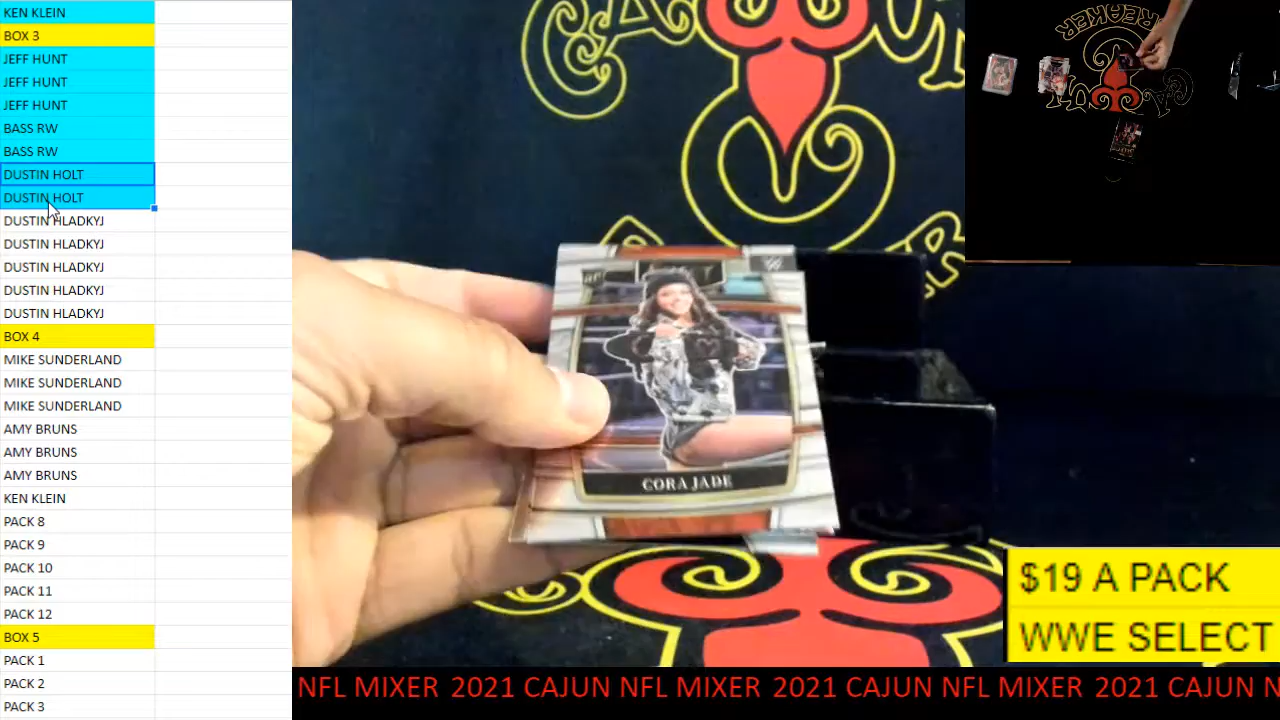 KEN KLEIN
BOX 3
JEFF HUNT
JEFF HUNT
JEFF HUNT
BASS RW
BASS RW
DUSTIN HOLT
DUSTIN HOLT
DUSTIN HLADKYJ
DUSTIN HLADKYJ
DUSTIN HLADKYJ
DUSTIN HLADKYJ
DUSTIN HLADKYJ
BOX 4
MIKE SUNDERLAND
MIKE SUNDERLAND
MIKE SUNDERLAND
AMY BRUNS
AMY BRUNS
AMY BRUNS
KEN KLEIN
PACK 8
PACK 9
PACK 10
PACK 11
PACK 12
BOX 5
PACK 1
PACK 2
PACK 3
CORA JADE
BREAKER
$19 A PACK
WWE SELECT
NFL MIXER 2021 CAJUN NFL MIXER 2021 CAJUN NFL MIXER 2021 CAJUN N